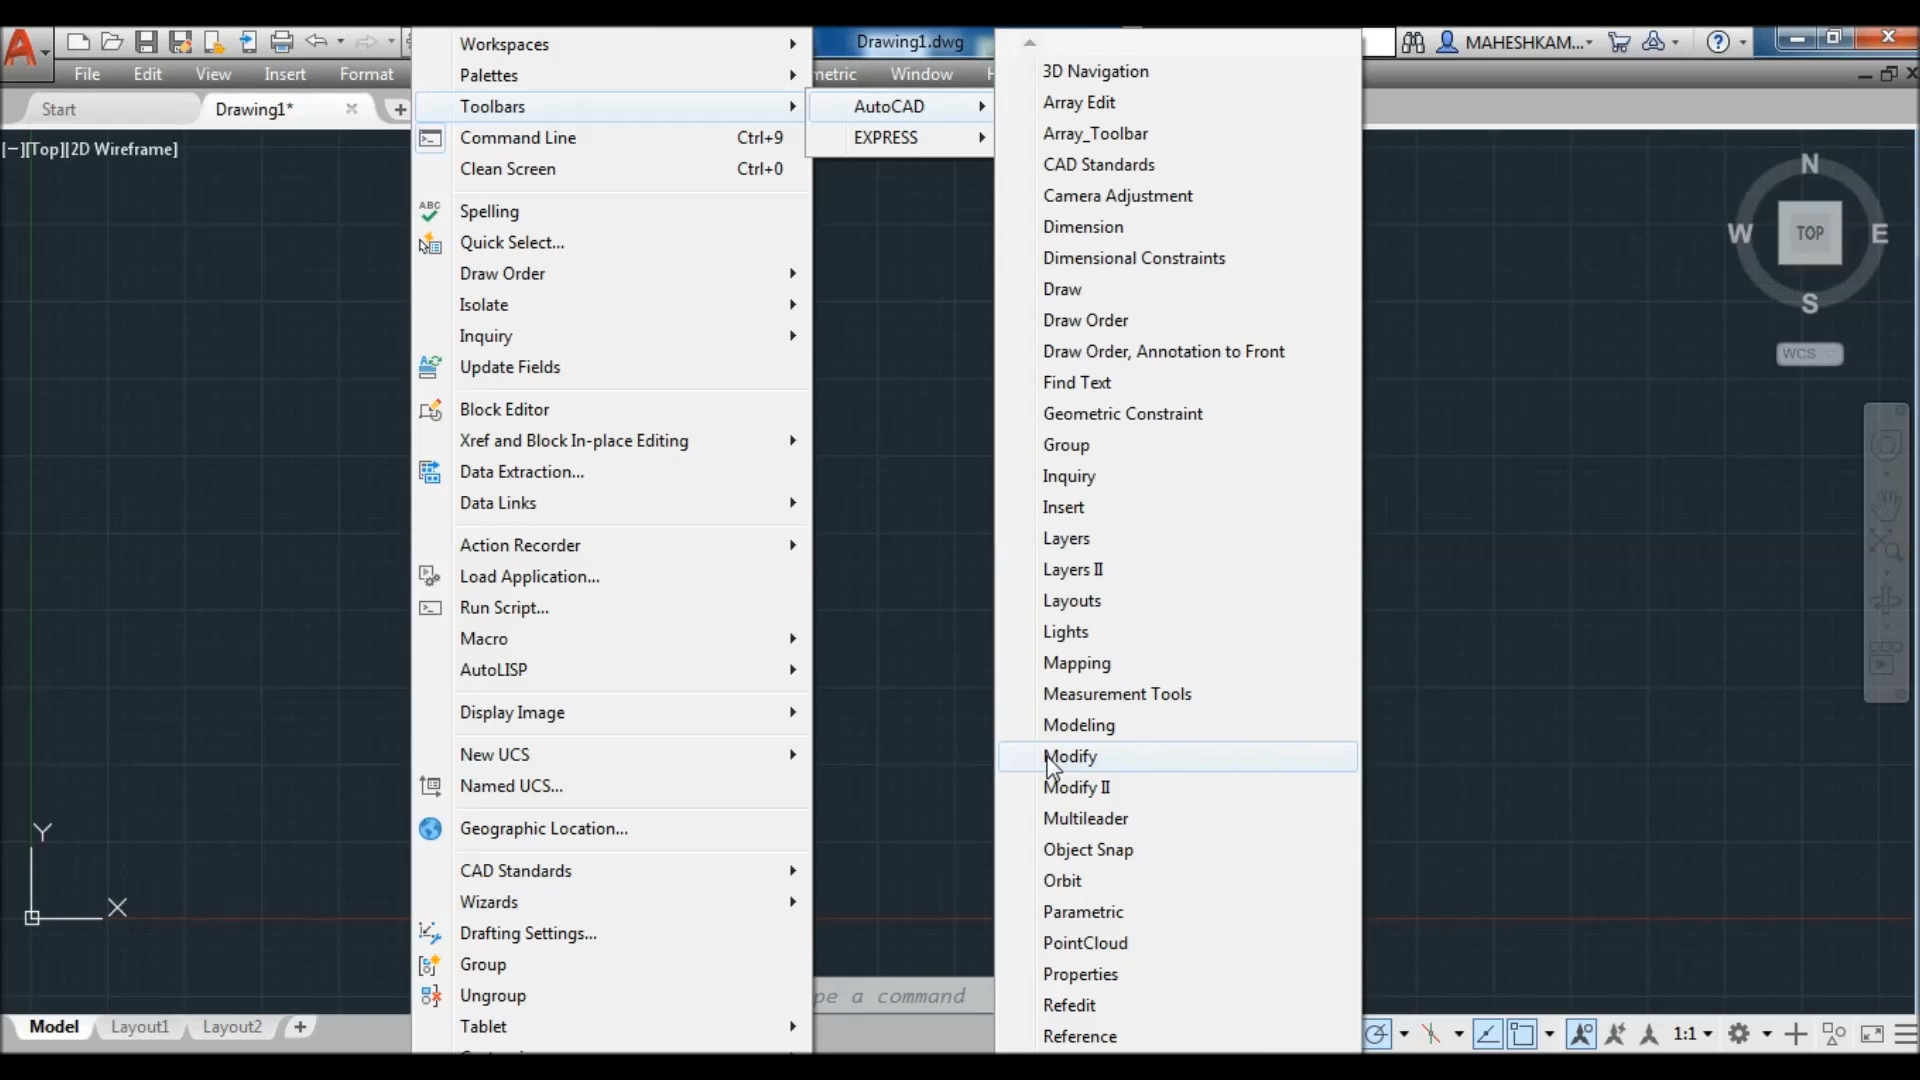 Drawing1.dwg
MAHESHKAM...
File
Edit
View
Insert
Format
metric
Window
Start
Drawing1*
[−][Top][2D Wireframe]
Workspaces
Palettes
Toolbars
Command Line Ctrl+9
Clean Screen Ctrl+0
ABC
Spelling
Quick Select...
Draw Order
Isolate
Inquiry
Update Fields
Block Editor
Xref and Block In-place Editing
Data Extraction...
Data Links
Action Recorder
Load Application...
Run Script...
Macro
AutoLISP
Display Image
New UCS
Named UCS...
Geographic Location...
CAD Standards
Wizards
Drafting Settings...
Group
Ungroup
Tablet
AutoCAD
EXPRESS
3D Navigation
Array Edit
Array_Toolbar
CAD Standards
Camera Adjustment
Dimension
Dimensional Constraints
Draw
Draw Order
Draw Order, Annotation to Front
Find Text
Geometric Constraint
Group
Inquiry
Insert
Layers
Layers II
Layouts
Lights
Mapping
Measurement Tools
Modeling
Modify
Modify II
Multileader
Object Snap
Orbit
Parametric
PointCloud
Properties
Refedit
Reference
N
W
TOP
E
S
WCS
Y
X
pe a command
Model
Layout1
Layout2
1:1